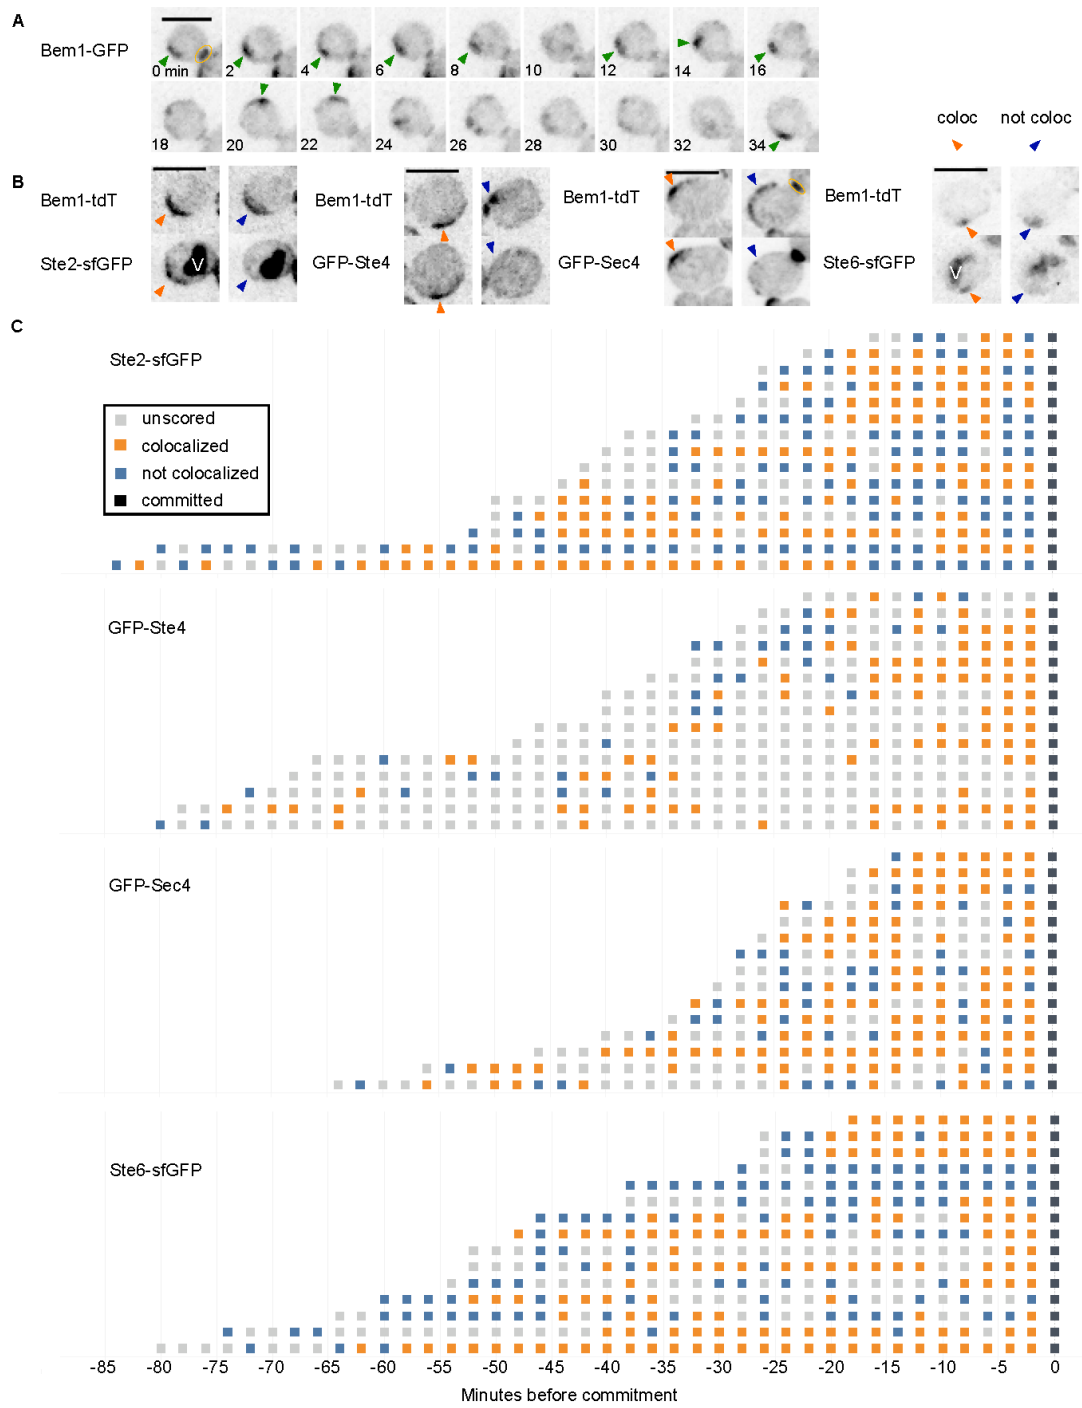 A
Bem1-GFP
0 min
2
4
6
8
10
12
14
16
18
20
22
24
26
28
30
32
34
coloc
not coloc
B
Bem1-tdT
Bem1-tdT
Bem1-tdT
Bem1-tdT
Ste2-sfGFP
V
GFP-Ste4
GFP-Sec4
Ste6-sfGFP
V
C
Ste2-sfGFP
unscored
colocalized
not colocalized
committed
GFP-Ste4
GFP-Sec4
Ste6-sfGFP
-85 -80 -75 -70 -65 -60 -55 -50 -45 -40 -35 -30 -25 -20 -15 -10 -5 0
Minutes before commitment